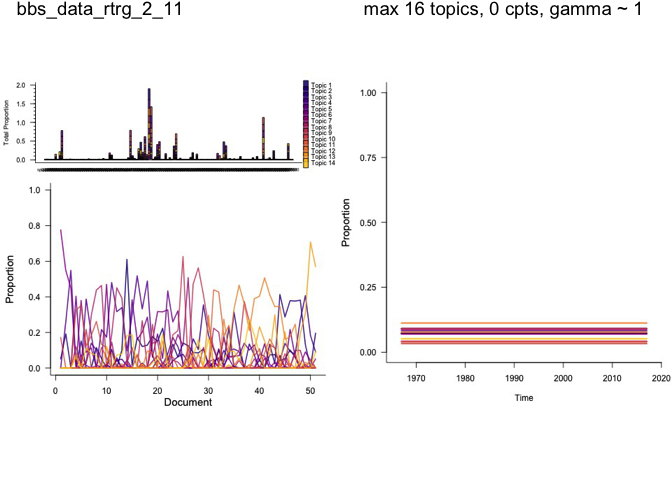 bbs_data_rtrg_2_11
max 16 topics, 0 cpts, gamma ~ 1
Total Proportion
2.0
1.5
1.0
0.5
0.0
Topic 1
Topic 2
Topic 3
Topic 4
Topic 5
Topic 6
Topic 7
Topic 8
Topic 9
Topic 10
Topic 11
Topic 12
Topic 13
Topic 14
Proportion
1.0
0.8
0.6
0.4
0.2
0.0
0 10 20 30 40 50
Document
Proportion
1.00
0.75
0.50
0.25
0.00
1970 1980 1990 2000 2010 2020
Time